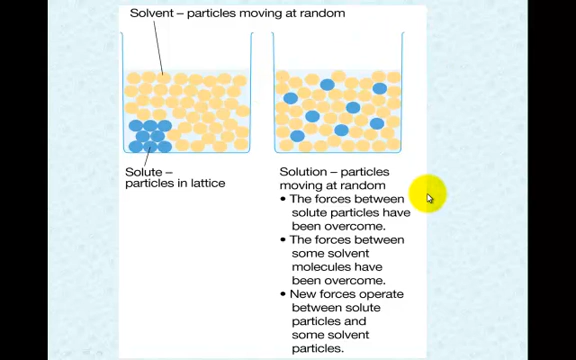 Solvent – particles moving at random
Solute –
particles in lattice
Solution – particles
moving at random
• The forces between
solute particles have
been overcome.
• The forces between
some solvent
molecules have
been overcome.
• New forces operate
between solute
particles and
some solvent
particles.